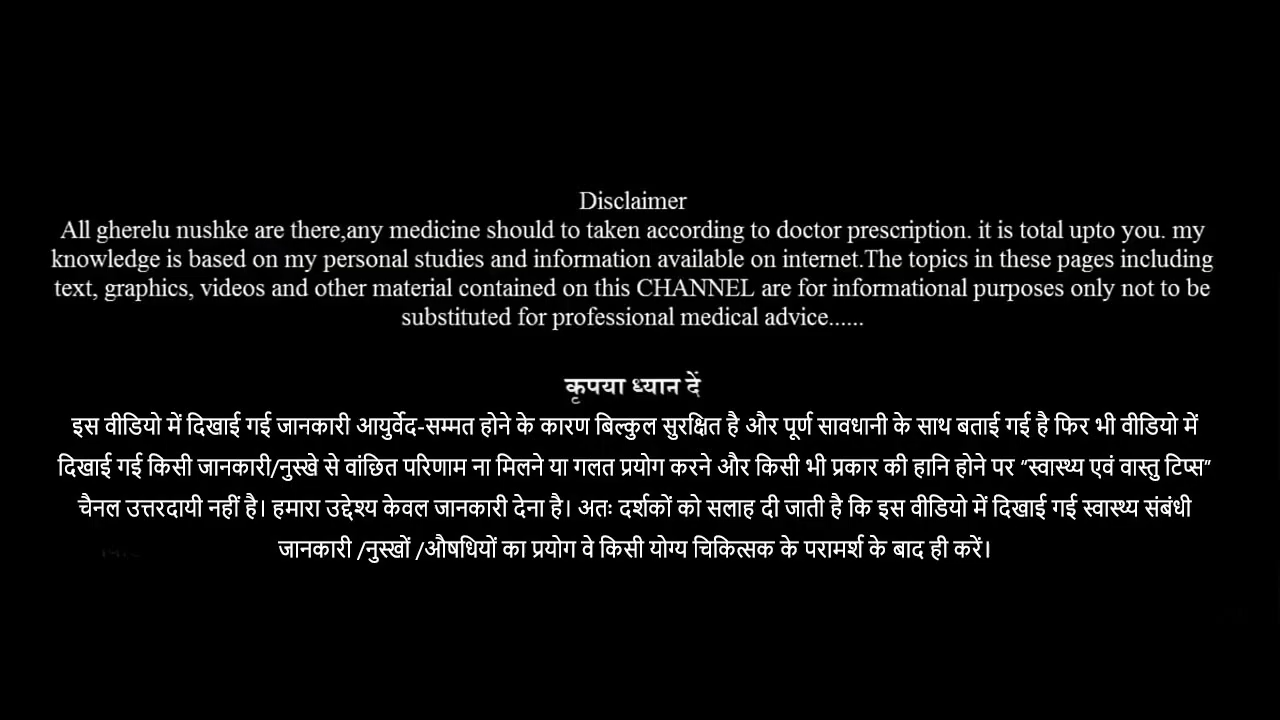 Disclaimer
All gherelu nushke are there,any medicine should to taken according to doctor prescription. it is total upto you. my
knowledge is based on my personal studies and information available on internet.The topics in these pages including
text, graphics, videos and other material contained on this CHANNEL are for informational purposes only not to be
substituted for professional medical advice......
कृपया ध्यान दें
इस वीडियो में दिखाई गई जानकारी आयुर्वेद-सम्मत होने के कारण बिल्कुल सुरक्षित है और पूर्ण सावधानी के साथ बताई गई है फिर भी वीडियो में
दिखाई गई किसी जानकारी/नुस्खे से वांछित परिणाम ना मिलने या गलत प्रयोग करने और किसी भी प्रकार की हानि होने पर “स्वास्थ्य एवं वास्तु टिप्स”
चैनल उत्तरदायी नहीं है। हमारा उद्देश्य केवल जानकारी देना है। अतः दर्शकों को सलाह दी जाती है कि इस वीडियो में दिखाई गई स्वास्थ्य संबंधी
जानकारी /नुस्खों /औषधियों का प्रयोग वे किसी योग्य चिकित्सक के परामर्श के बाद ही करें।